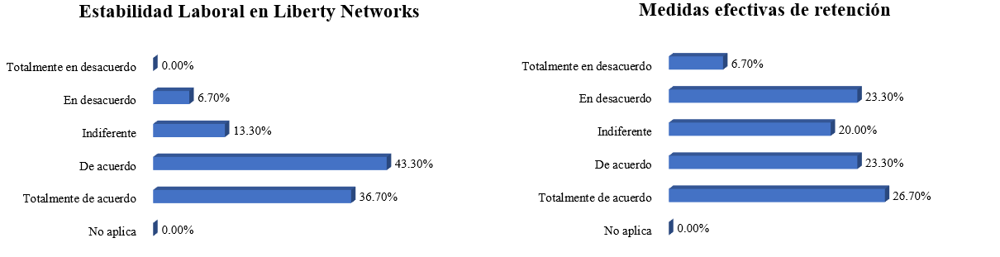 Estabilidad Laboral en Liberty Networks
Totalmente en desacuerdo 0.00%
En desacuerdo 6.70%
Indiferente 13.30%
De acuerdo 43.30%
Totalmente de acuerdo 36.70%
No aplica 0.00%
Medidas efectivas de retención
Totalmente en desacuerdo 6.70%
En desacuerdo 23.30%
Indiferente 20.00%
De acuerdo 23.30%
Totalmente de acuerdo 26.70%
No aplica 0.00%